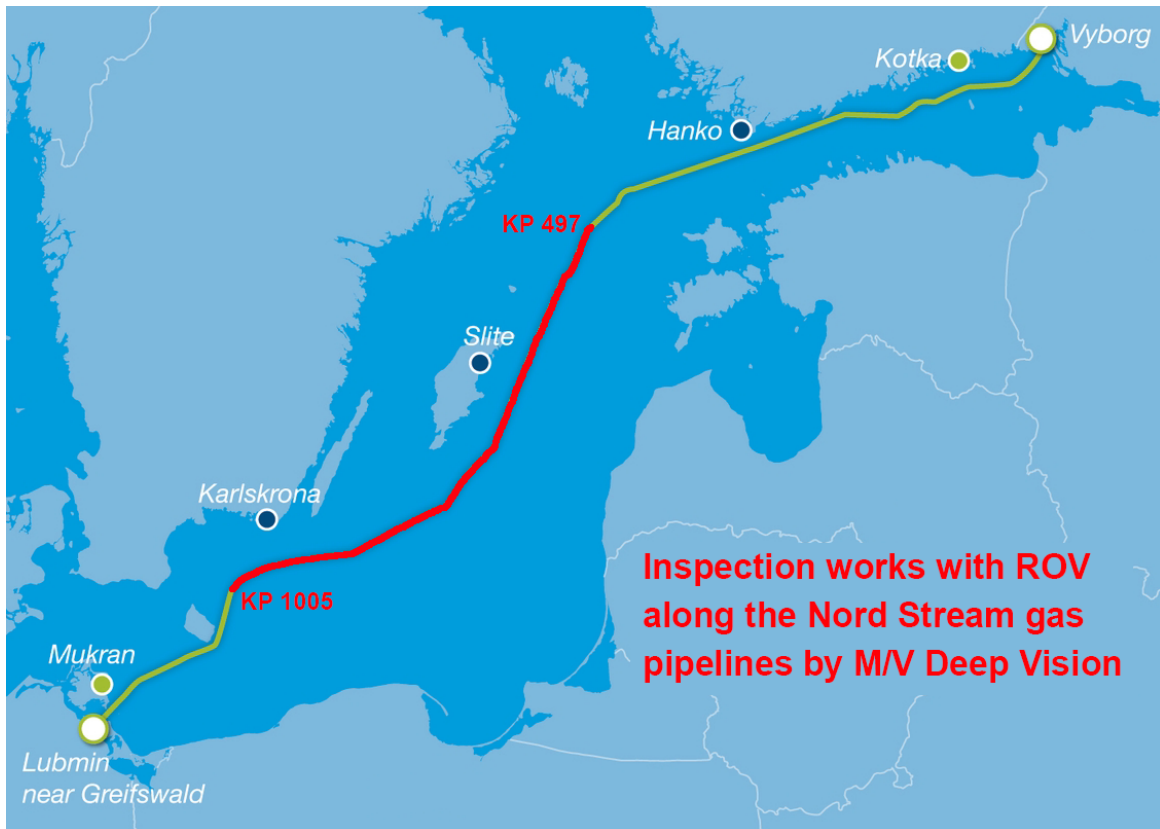 Vyborg
Kotka
Hanko
KP 497
Slite
Karlskrona
KP 1005
Inspection works with ROV
along the Nord Stream gas
pipelines by M/V Deep Vision
Mukran
Lubmin
near Greifswald